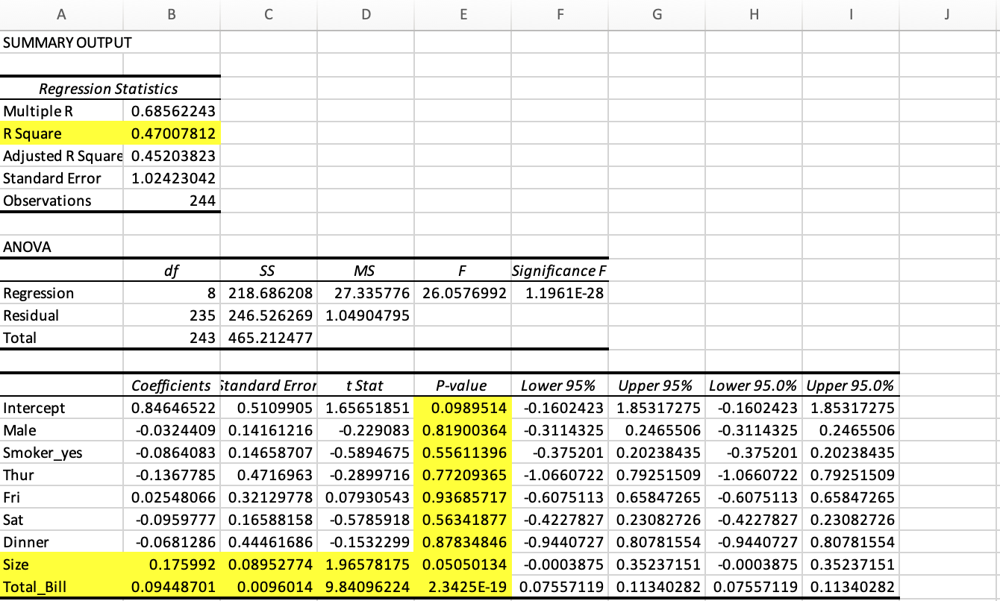 A B C D E F G H I J
SUMMARY OUTPUT
Regression Statistics
Multiple R 0.68562243
R Square 0.47007812
Adjusted R Square 0.45203823
Standard Error 1.02423042
Observations 244
ANOVA
df SS MS F Significance F
Regression 8 218.686208 27.335776 26.0576992 1.1961E-28
Residual 235 246.526269 1.04904795
Total 243 465.212477
Coefficients Standard Error t Stat P-value Lower 95% Upper 95% Lower 95.0% Upper 95.0%
Intercept 0.84646522 0.5109905 1.65651851 0.0989514 -0.1602423 1.85317275 -0.1602423 1.85317275
Male -0.0324409 0.14161216 -0.229083 0.81900364 -0.3114325 0.2465506 -0.3114325 0.2465506
Smoker_yes -0.0864083 0.14658707 -0.5894675 0.55611396 -0.375201 0.20238435 -0.375201 0.20238435
Thur -0.1367785 0.4716963 -0.2899716 0.77209365 -1.0660722 0.79251509 -1.0660722 0.79251509
Fri 0.02548066 0.32129778 0.07930543 0.93685717 -0.6075113 0.65847265 -0.6075113 0.65847265
Sat -0.0959777 0.16588158 -0.5785918 0.56341877 -0.4227827 0.23082726 -0.4227827 0.23082726
Dinner -0.0681286 0.44461686 -0.1532299 0.87834846 -0.9440727 0.80781554 -0.9440727 0.80781554
Size 0.175992 0.08952774 1.96578175 0.05050134 -0.0003875 0.35237151 -0.0003875 0.35237151
Total_Bill 0.09448701 0.0096014 9.84096224 2.3425E-19 0.07557119 0.11340282 0.07557119 0.11340282